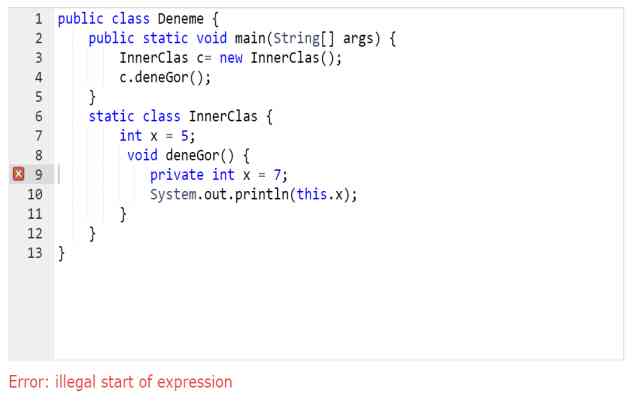 1 public class Deneme {
2 public static void main(String[] args) {
3 InnerClas c= new InnerClas();
4 c.deneGor();
5 }
6 static class InnerClas {
7 int x = 5;
8 void deneGor() {
9 private int x = 7;
10 System.out.println(this.x);
11 }
12 }
13 }
Error: illegal start of expression